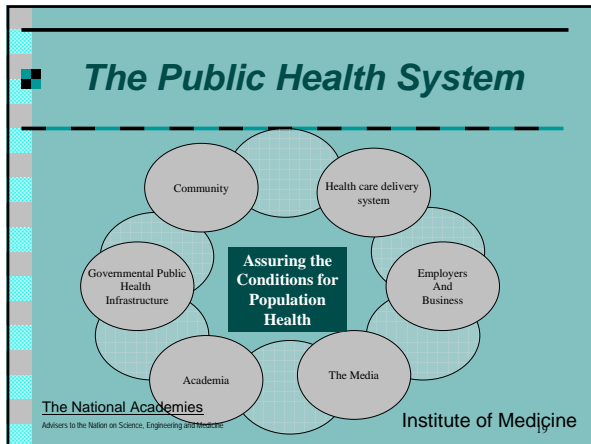 The Public Health System
Community
Health care delivery
system
Governmental Public
Health
Infrastructure
Assuring the
Conditions for
Population
Health
Employers
And
Business
Academia
The Media
The National Academies
Advisers to the Nation on Science, Engineering and Medicine
Institute of Medicine
19